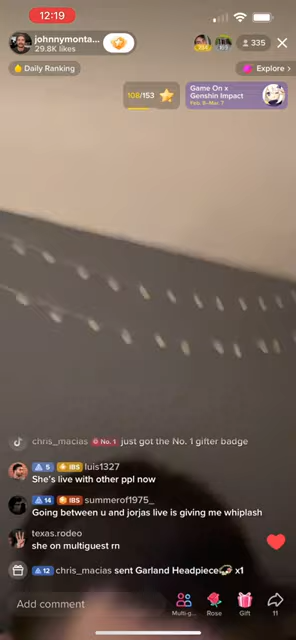 12:19
johnnymonta...
29.8K likes
335
Daily Ranking
Explore >
108/153
Game On x
Genshin Impact
Feb. 8-Mar. 7
chris_macias No. 1 just got the No. 1 gifter badge
5 IBS luis1327
She's live with other ppl now
14 IBS summerof1975_
Going between u and jorjas live is giving me whiplash
texas.rodeo
she on multiguest rn
12 chris_macias sent Garland Headpiece x1
Add comment
Multi-g...
Rose
Gift
11